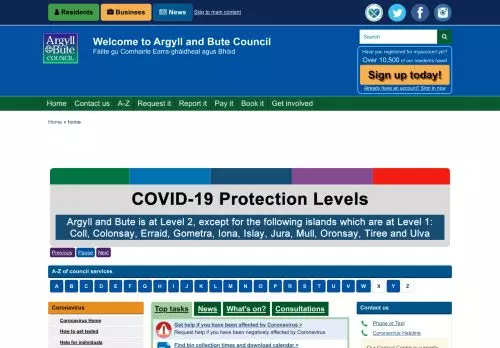 Residents
Business
News
Skip to main content
Argyll and Bute COUNCIL
Welcome to Argyll and Bute Council
Fàilte gu Comhairle Earra-ghàidheal agus Bhòid
Search
Have you registered for myaccount yet?
Over 10,500 of our residents have!
Sign up today!
Already have an account? Sign in now
Home Contact us A-Z Request it Report it Pay it Book it Get involved
Home » home
COVID-19 Protection Levels
Argyll and Bute is at Level 2, except for the following islands which are at Level 1:
Coll, Colonsay, Erraid, Gometra, Iona, Islay, Jura, Mull, Oronsay, Tiree and Ulva
Previous Pause Next
A-Z of council services
A B C D E F G H I J K L M N O P Q R S T U V W X Y Z
Coronavirus
Coronavirus Home
How to get tested
Help for individuals
Top tasks News What's on? Consultations
Get help if you have been affected by Coronavirus >
Request help if you have been negatively affected by Coronavirus
Find bin collection times and download calendar >
Contact us
Phone or Text
Coronavirus Helpline